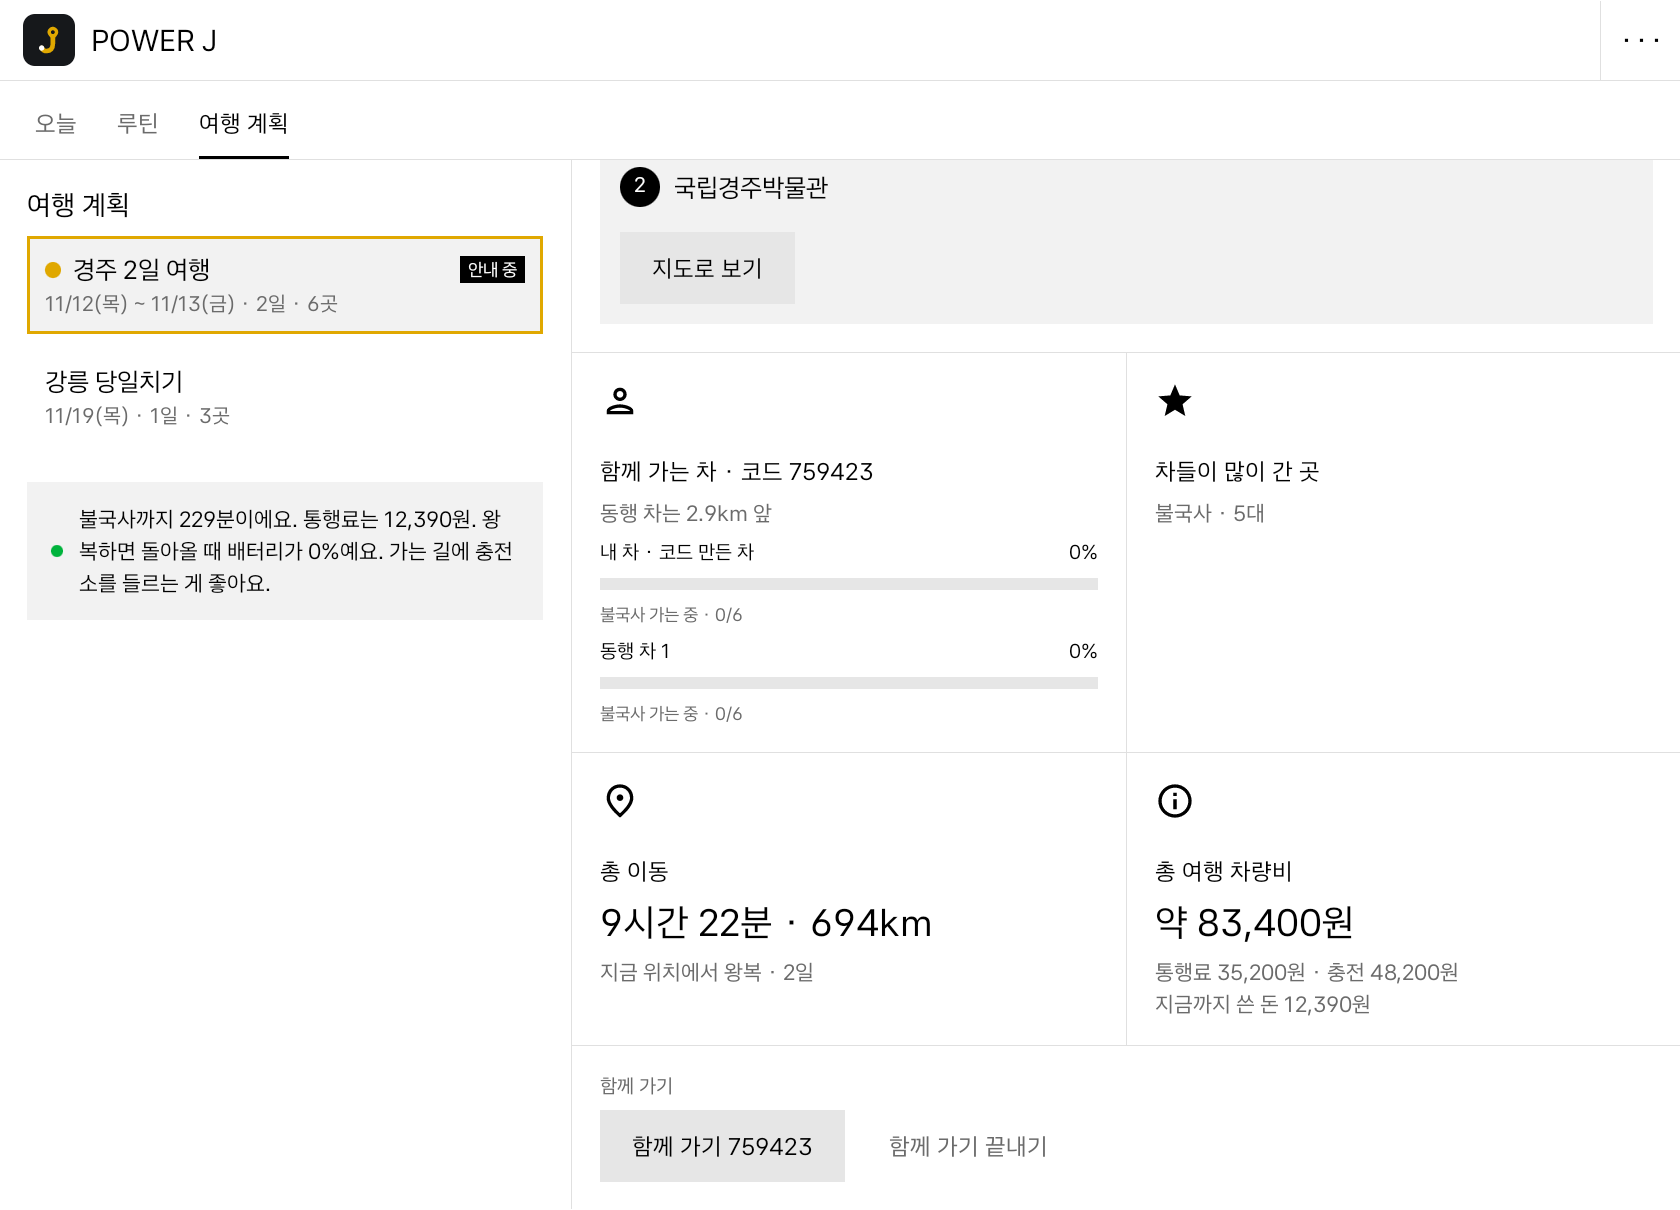 POWER J
···
오늘
루틴
여행 계획
여행 계획
경주 2일 여행
안내 중
11/12(목) ~ 11/13(금) · 2일 · 6곳
강릉 당일치기
11/19(목) · 1일 · 3곳
불국사까지 229분이에요. 통행료는 12,390원. 왕
복하면 돌아올 때 배터리가 0%예요. 가는 길에 충전
소를 들르는 게 좋아요.
2
국립경주박물관
지도로 보기
함께 가는 차 · 코드 759423
동행 차는 2.9km 앞
내 차 · 코드 만든 차
0%
불국사 가는 중 · 0/6
동행 차 1
0%
불국사 가는 중 · 0/6
차들이 많이 간 곳
불국사 · 5대
총 이동
9시간 22분 · 694km
지금 위치에서 왕복 · 2일
총 여행 차량비
약 83,400원
통행료 35,200원 · 충전 48,200원
지금까지 쓴 돈 12,390원
함께 가기
함께 가기 759423
함께 가기 끝내기